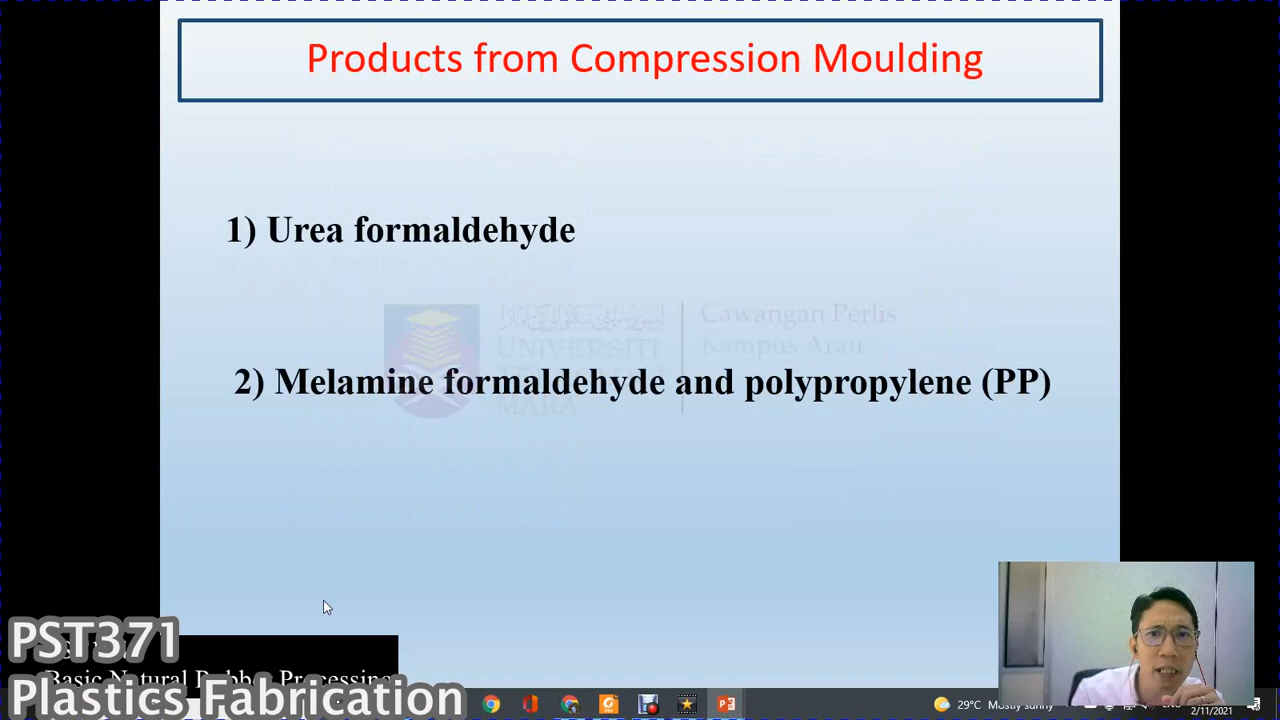 Products from Compression Moulding
1) Urea formaldehyde
Cawangan Perlis
UNIVERSITI
Kampus Arau
2) Melamine formaldehyde and polypropylene (PP)
MARA
PST371
Basic Natural Rubber Processing
Plastics Fabrication
29°C Mostly sunny
2/11/2021